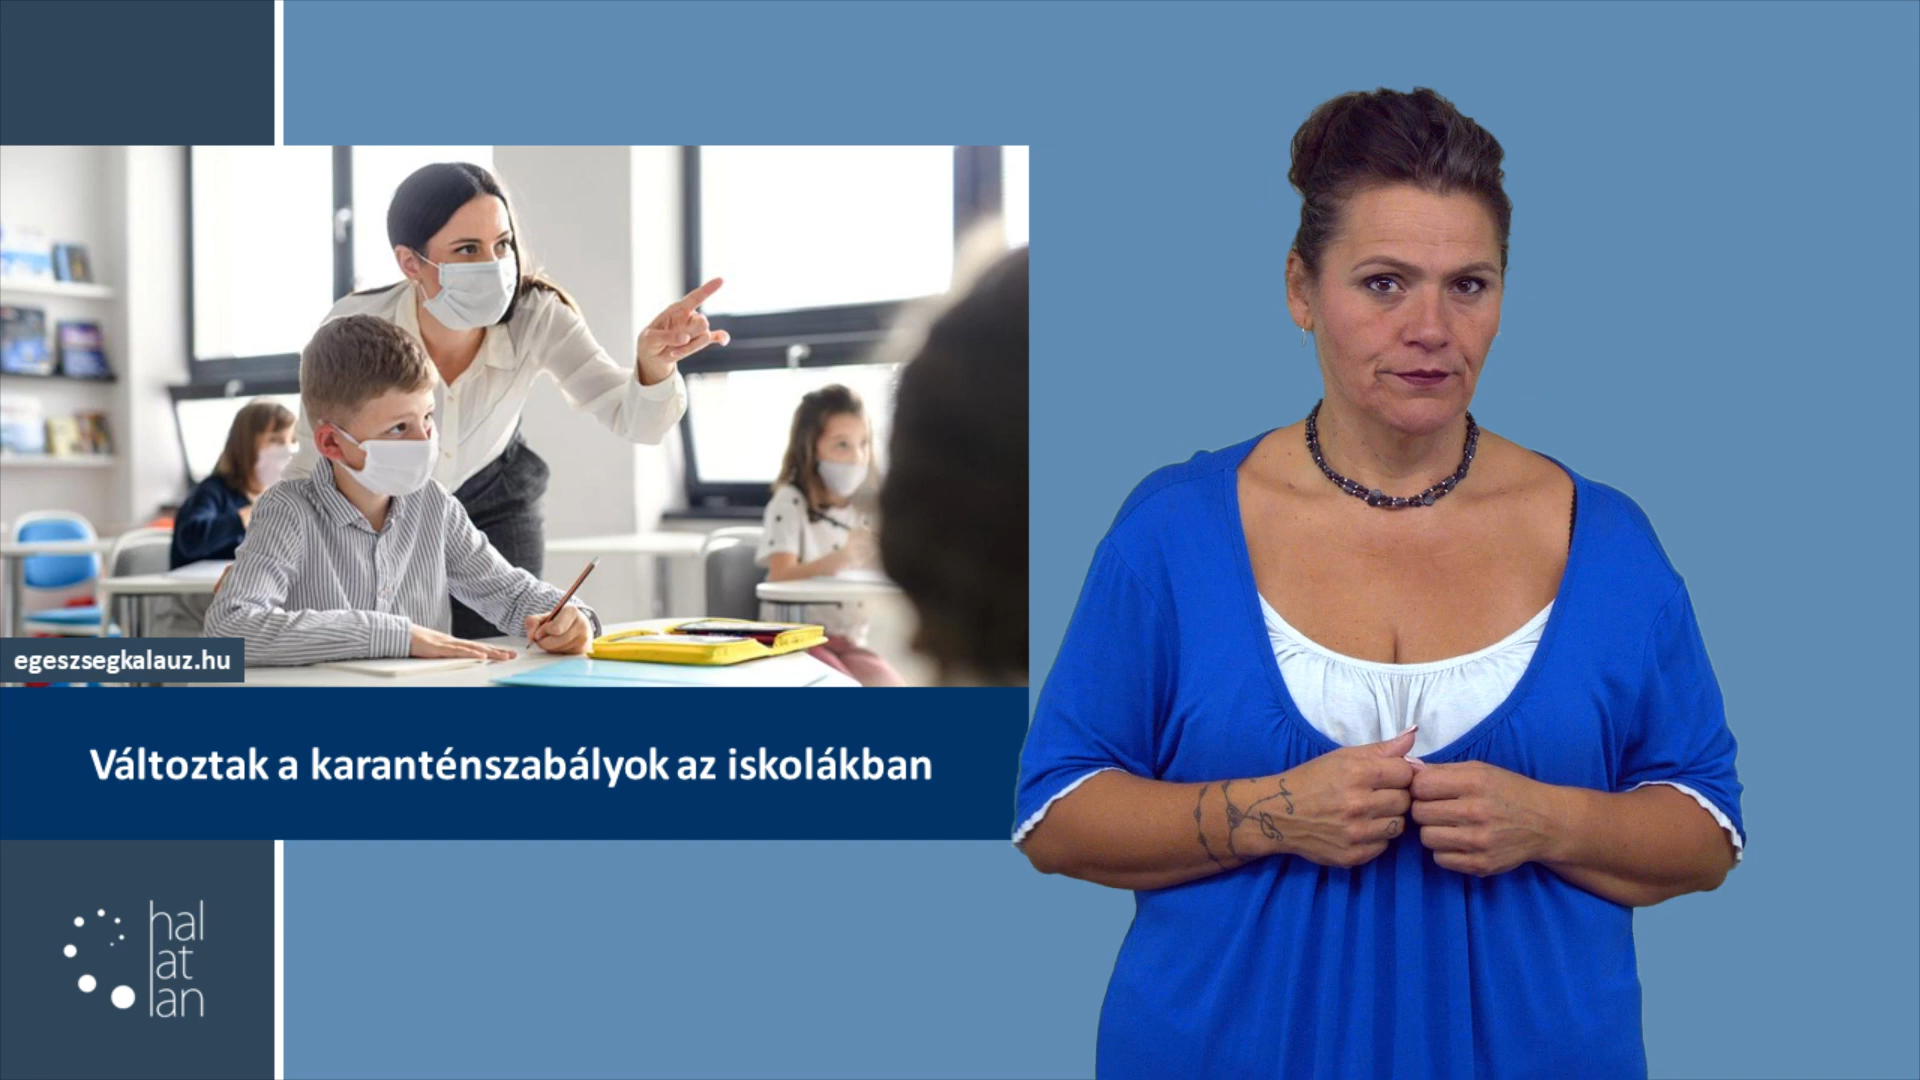 egeszsegkalauz.hu
Változtak a karanténszabályok az iskolákban
hal
at
lan